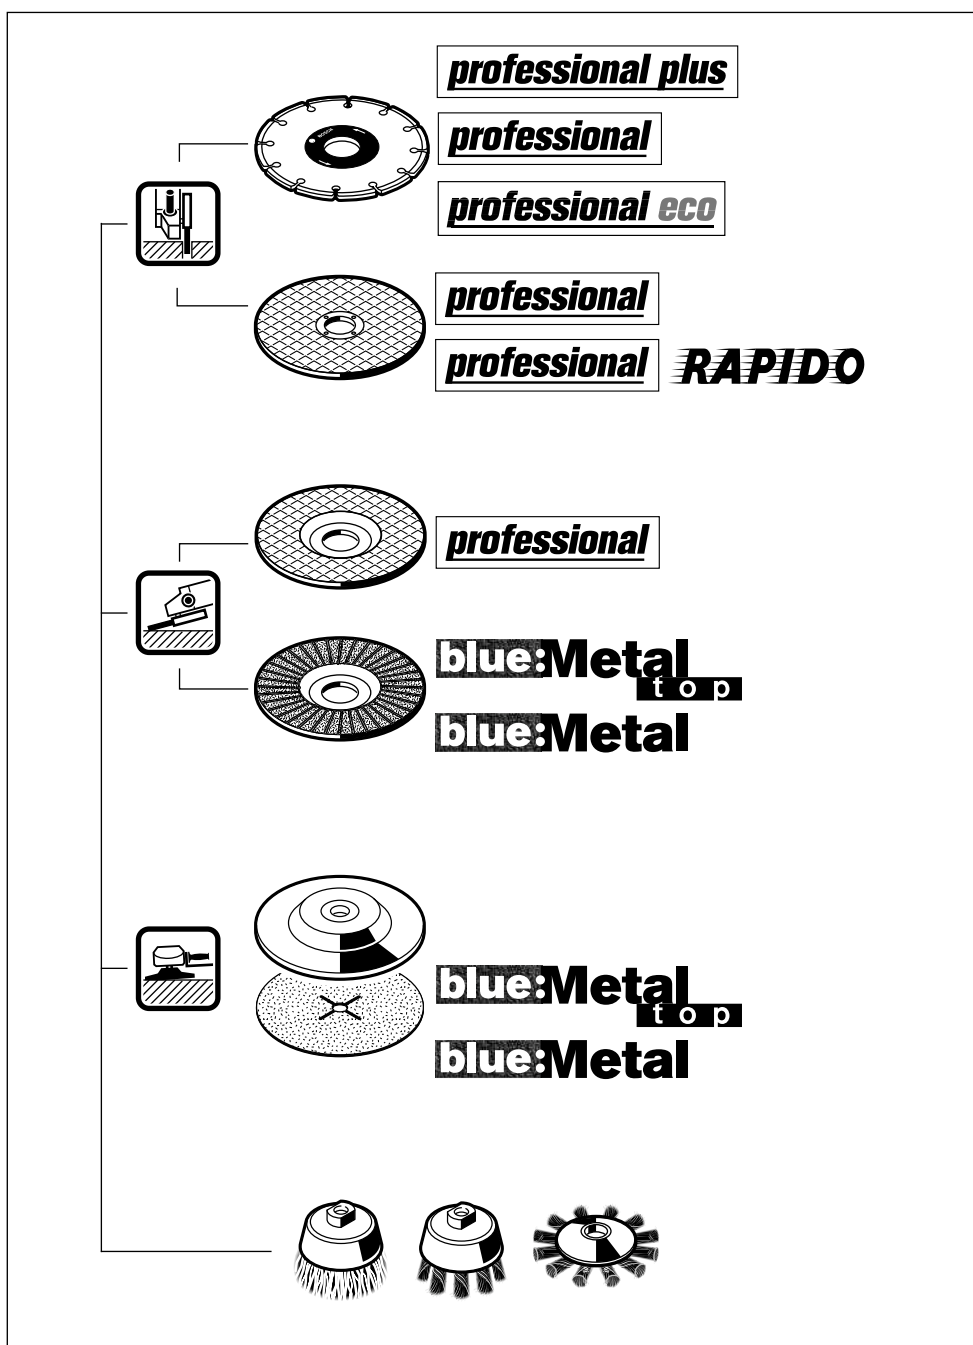 professional plus
BOSCH
professional
professional eco
professional
professional RAPIDO
professional
blue:Metal
top
blue:Metal
blue:Metal
top
blue:Metal